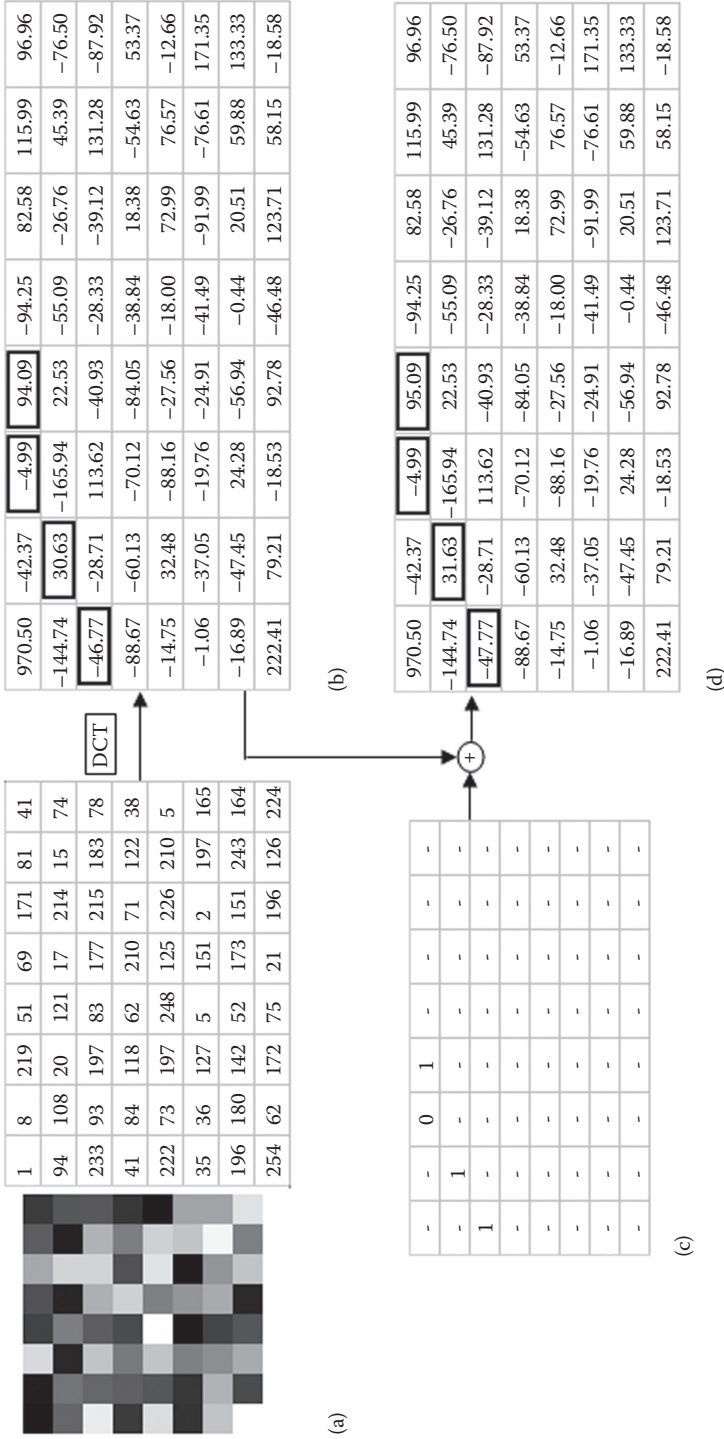 1 8 219 51 69 171 81 41
94 108 20 121 17 214 15 74
233 93 197 83 177 215 183 78
41 84 118 62 210 71 122 38
222 73 197 248 125 226 210 5
35 36 127 5 151 2 197 165
196 180 142 52 173 151 243 164
254 62 172 75 21 196 126 224
(a)
DCT
970.50 −42.37 −4.99 94.09 −94.25 82.58 115.99 96.96
−144.74 30.63 −165.94 22.53 −55.09 −26.76 45.39 −76.50
−46.77 −28.71 113.62 −40.93 −28.33 −39.12 131.28 −87.92
−88.67 −60.13 −70.12 −84.05 −38.84 18.38 −54.63 53.37
−14.75 32.48 −88.16 −27.56 −18.00 72.99 76.57 −12.66
−1.06 −37.05 −19.76 −24.91 −41.49 −91.99 −76.61 171.35
−16.89 −47.45 24.28 −56.94 −0.44 20.51 59.88 133.33
222.41 79.21 −18.53 92.78 −46.48 123.71 58.15 −18.58
(b)
- - 0 1 - - - -
- 1 - - - - - -
1 - - - - - - -
- - - - - - - -
- - - - - - - -
- - - - - - - -
- - - - - - - -
- - - - - - - -
(c)
+
970.50 −42.37 −4.99 95.09 −94.25 82.58 115.99 96.96
−144.74 31.63 −165.94 22.53 −55.09 −26.76 45.39 −76.50
−47.77 −28.71 113.62 −40.93 −28.33 −39.12 131.28 −87.92
−88.67 −60.13 −70.12 −84.05 −38.84 18.38 −54.63 53.37
−14.75 32.48 −88.16 −27.56 −18.00 72.99 76.57 −12.66
−1.06 −37.05 −19.76 −24.91 −41.49 −91.99 −76.61 171.35
−16.89 −47.45 24.28 −56.94 −0.44 20.51 59.88 133.33
222.41 79.21 −18.53 92.78 −46.48 123.71 58.15 −18.58
(d)